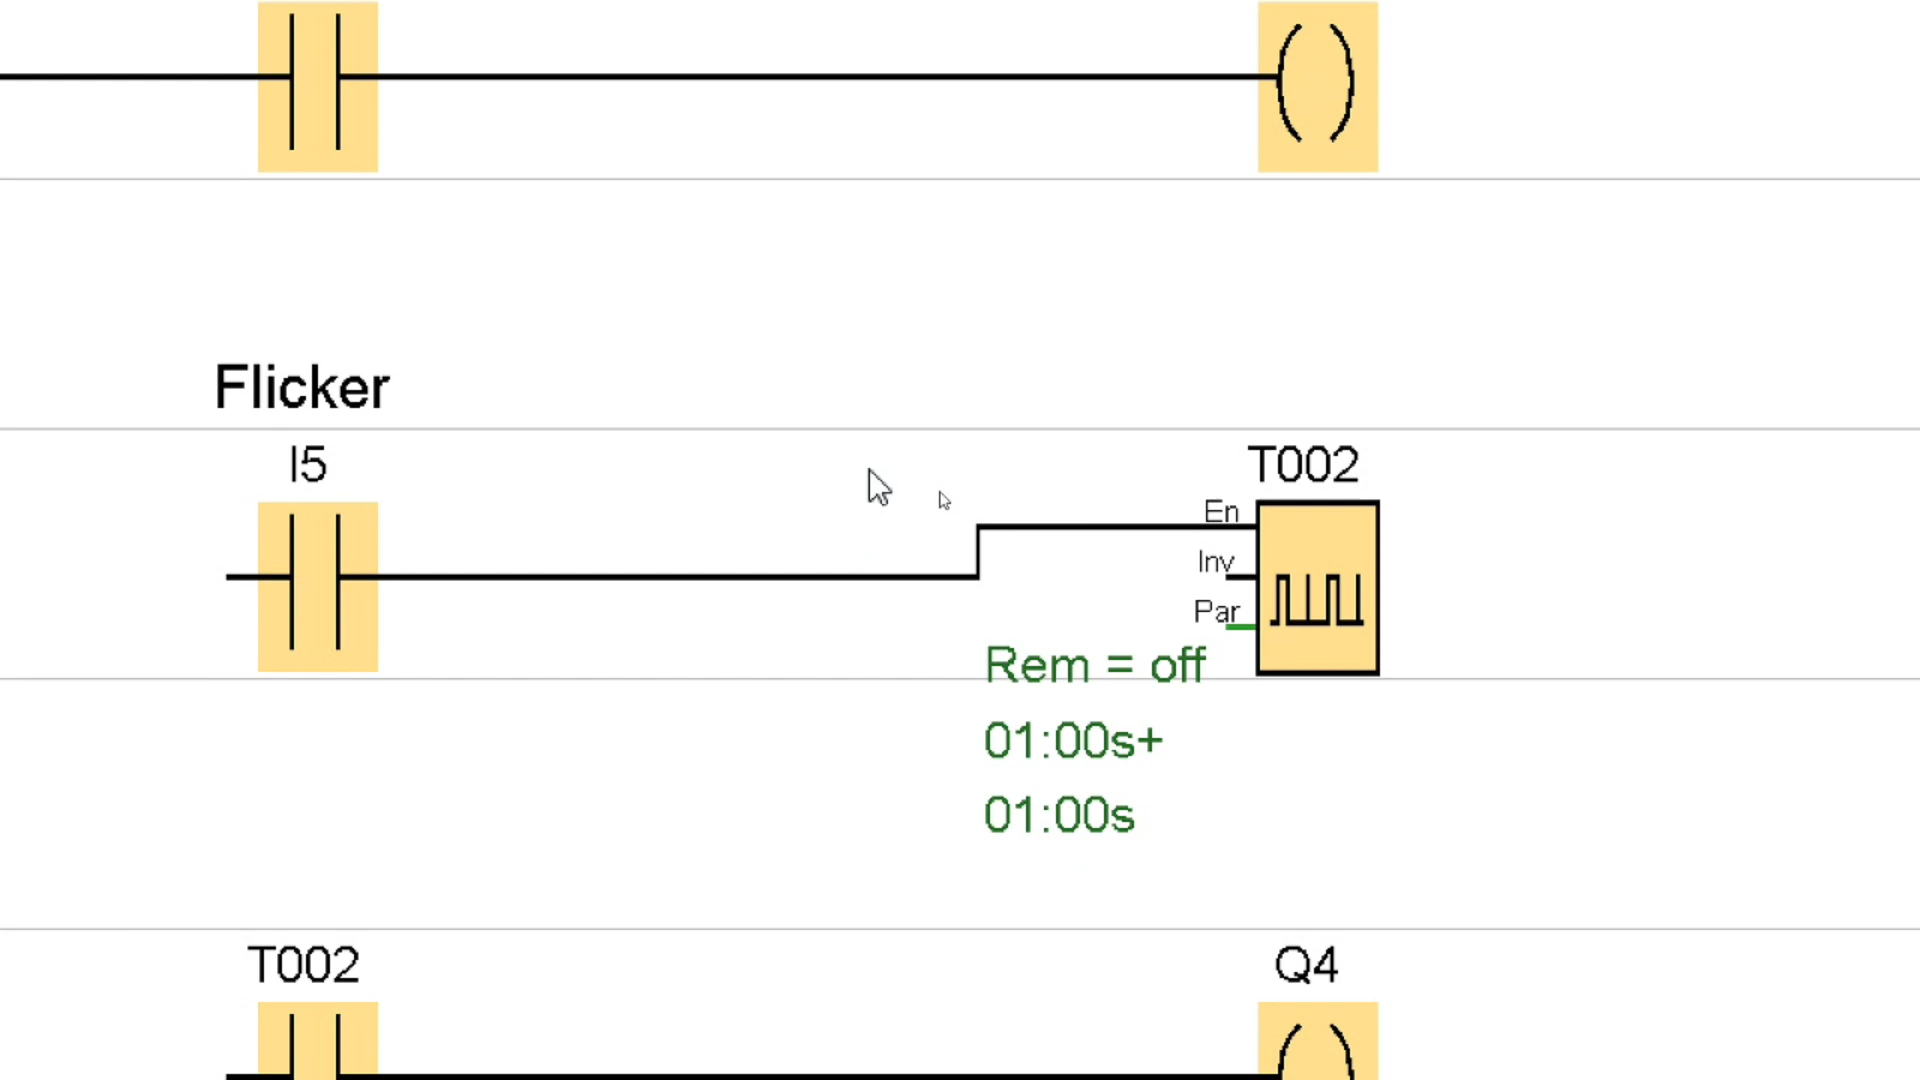 Flicker
I5
T002
En
Inv
Par
Rem = off
01:00s+
01:00s
T002
Q4